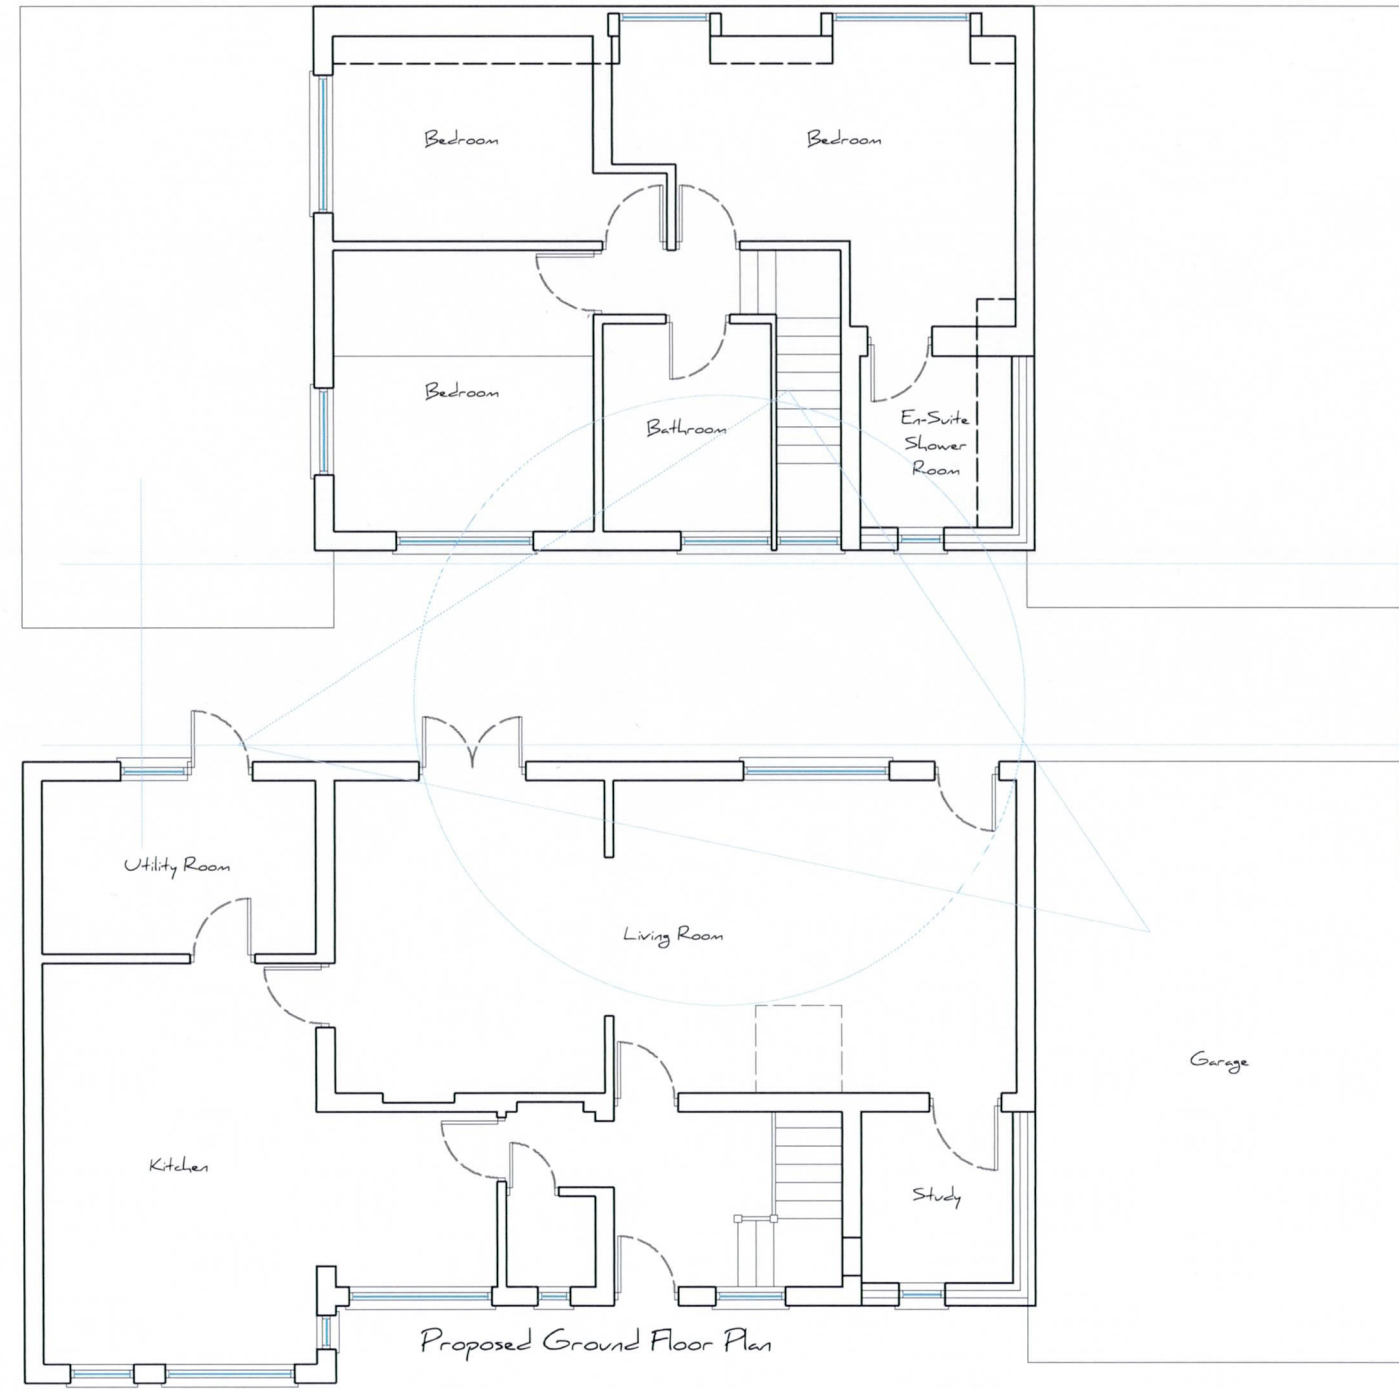 Bedroom
Bedroom
Bedroom
Bathroom
En-Suite
Shower
Room
Utility Room
Living Room
Garage
Kitchen
Study
Proposed Ground Floor Plan